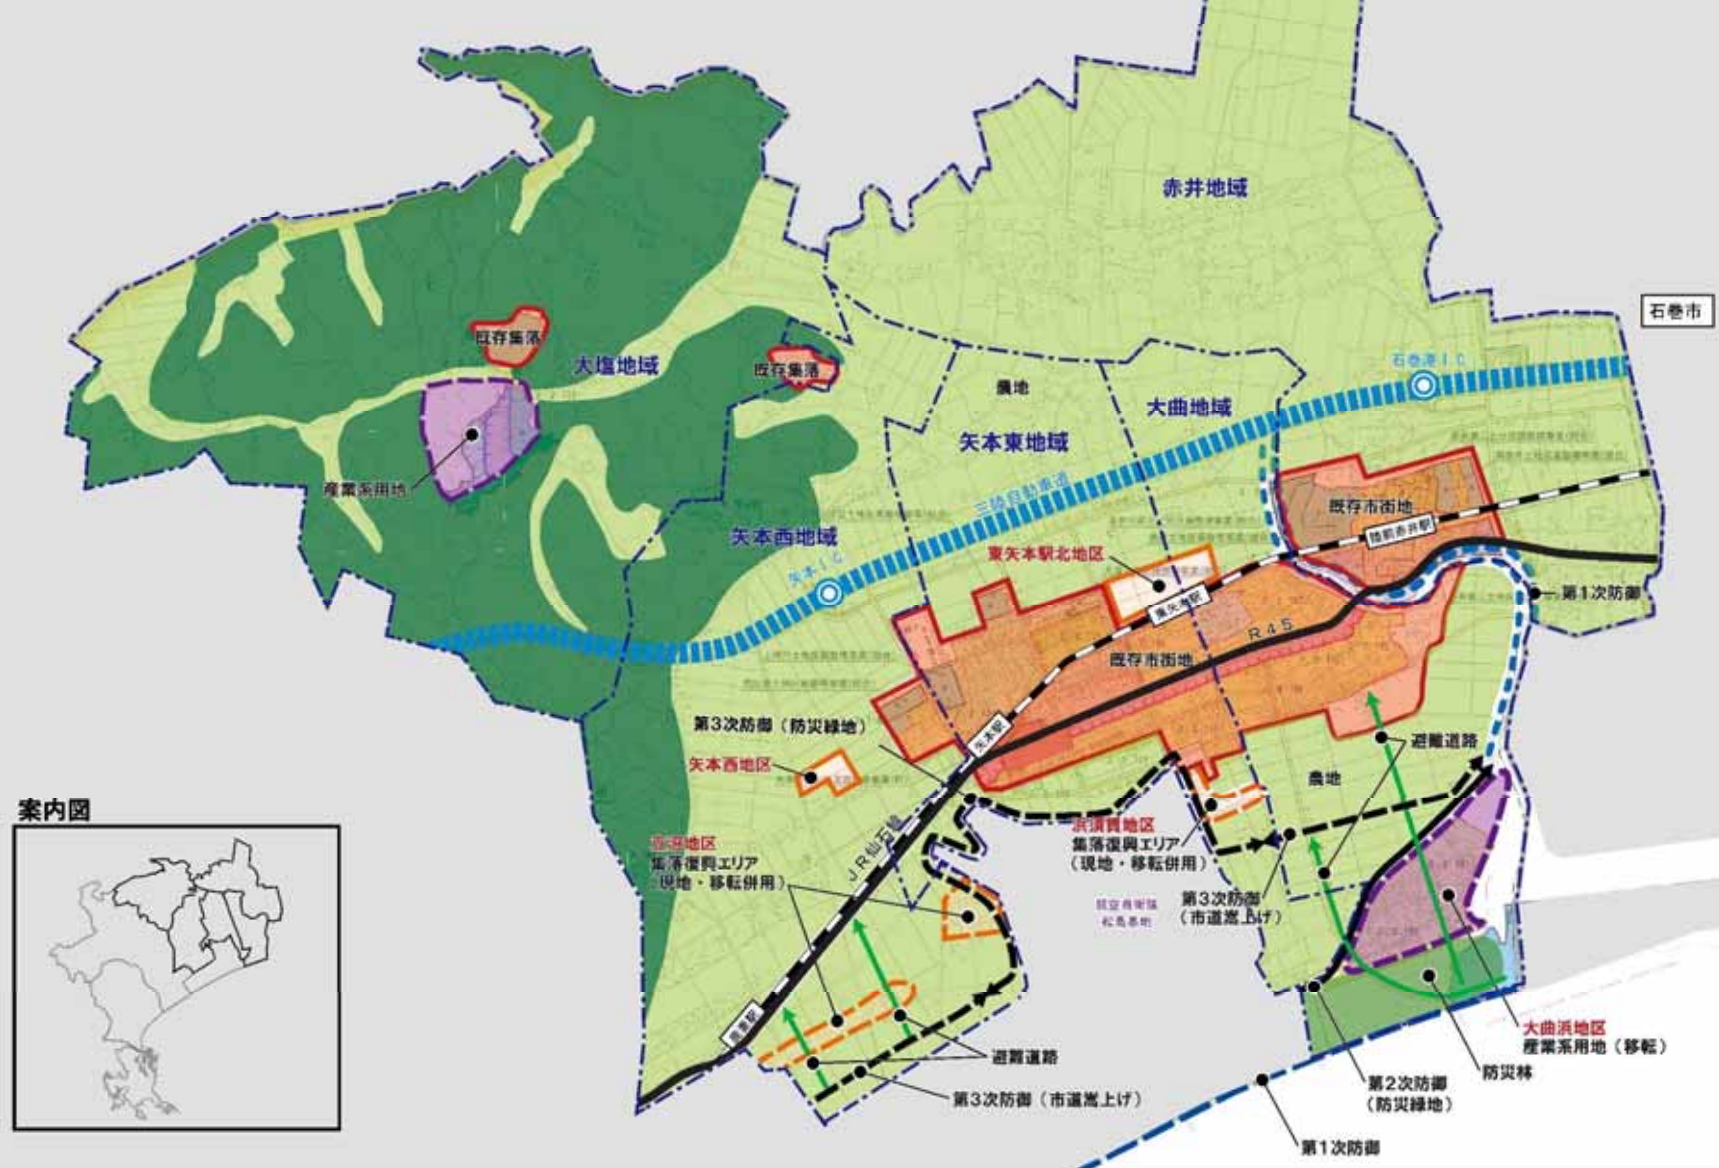 赤井地域
石巻市
既存集落
大塩地域
既存集落
石巻港IC
農地
大曲地域
矢本東地域
産業系用地
三陸自動車道
既存市街地
矢本西地域
陸前赤井駅
東矢本駅北地区
矢本IC
東矢本駅
第1次防御
R45
既存市街地
第3次防御（防災緑地）
矢本駅
避難道路
矢本西地区
農地
案内図
浜須賀地区
集落復興エリア
（現地・移転併用）
集落復興エリア
（現地・移転併用）
JR仙石線
第3次防御
（市道嵩上げ）
松島基地
大曲浜地区
産業系用地（移転）
避難道路
防災林
第2次防御
（防災緑地）
第3次防御（市道嵩上げ）
第1次防御